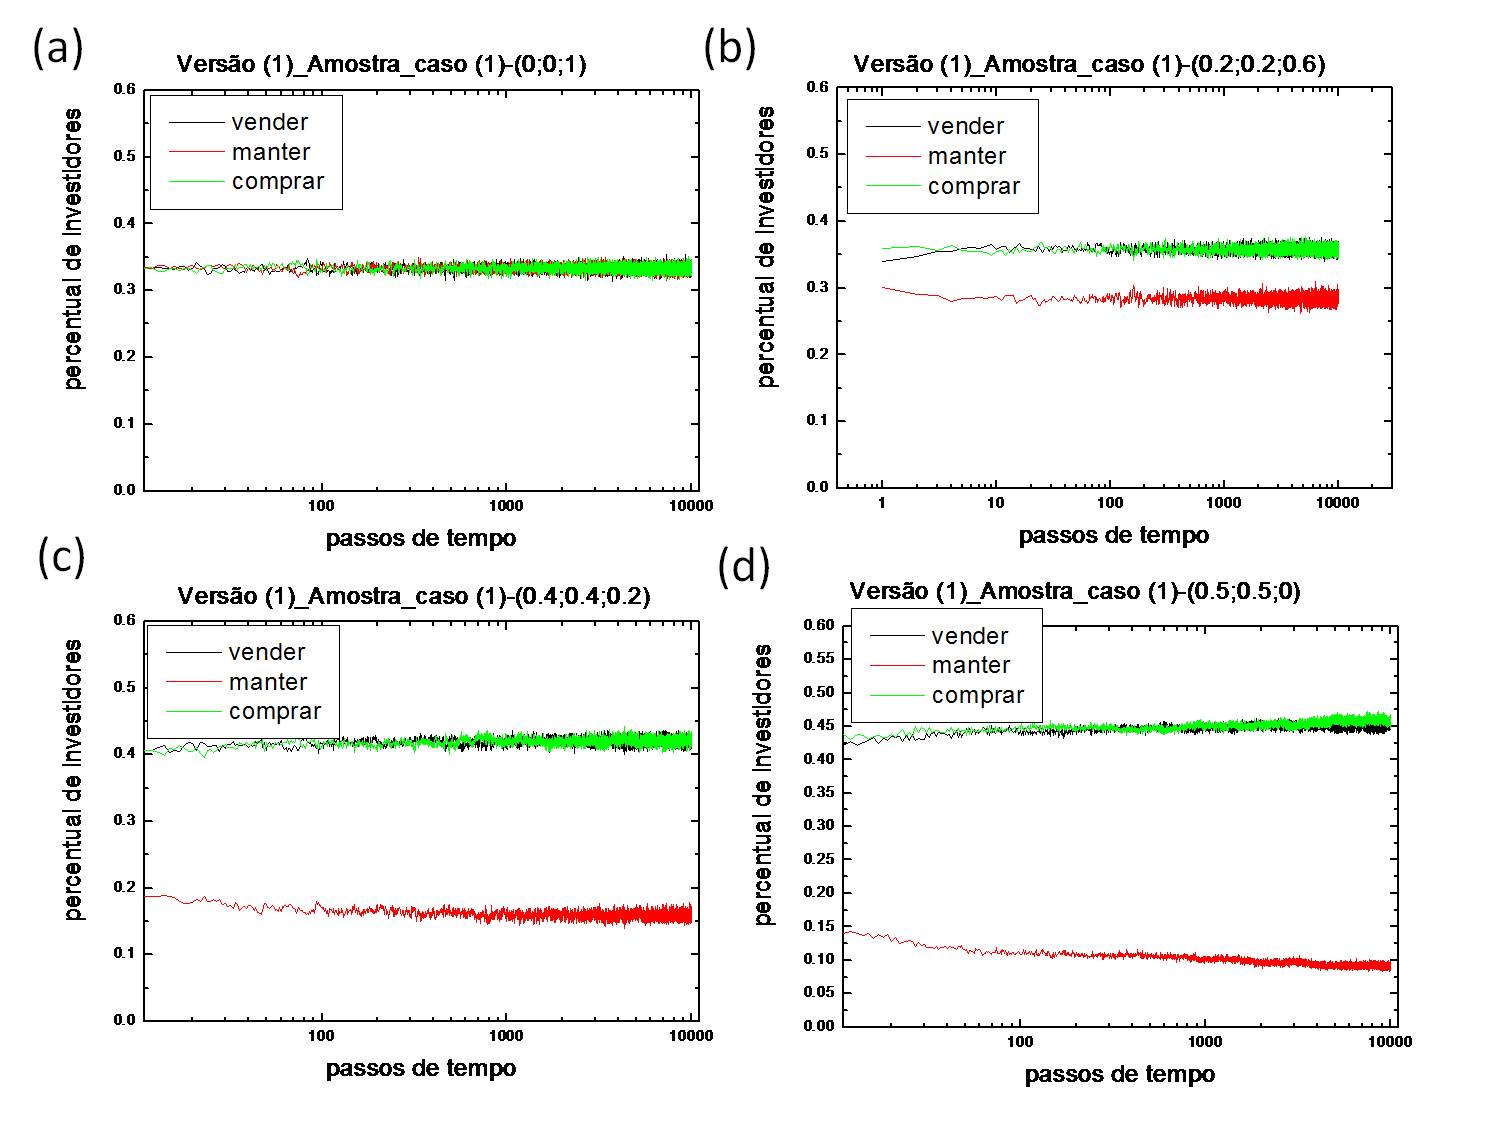 (a)
Versão (1)_Amostra_caso (1)-(0;0;1)
percentual de Investidores
0.6
0.5
0.4
0.3
0.2
0.1
0.0
vender
manter
comprar
100
1000
10000
passos de tempo
(b)
Versão (1)_Amostra_caso (1)-(0.2;0.2;0.6)
percentual de Investidores
0.6
0.5
0.4
0.3
0.2
0.1
0.0
vender
manter
comprar
1
10
100
1000
10000
passos de tempo
(c)
Versão (1)_Amostra_caso (1)-(0.4;0.4;0.2)
percentual de Investidores
0.6
0.5
0.4
0.3
0.2
0.1
0.0
vender
manter
comprar
100
1000
10000
passos de tempo
(d)
Versão (1)_Amostra_caso (1)-(0.5;0.5;0)
percentual de Investidores
0.60
0.55
0.50
0.45
0.40
0.35
0.30
0.25
0.20
0.15
0.10
0.05
0.00
vender
manter
comprar
100
1000
10000
passos de tempo